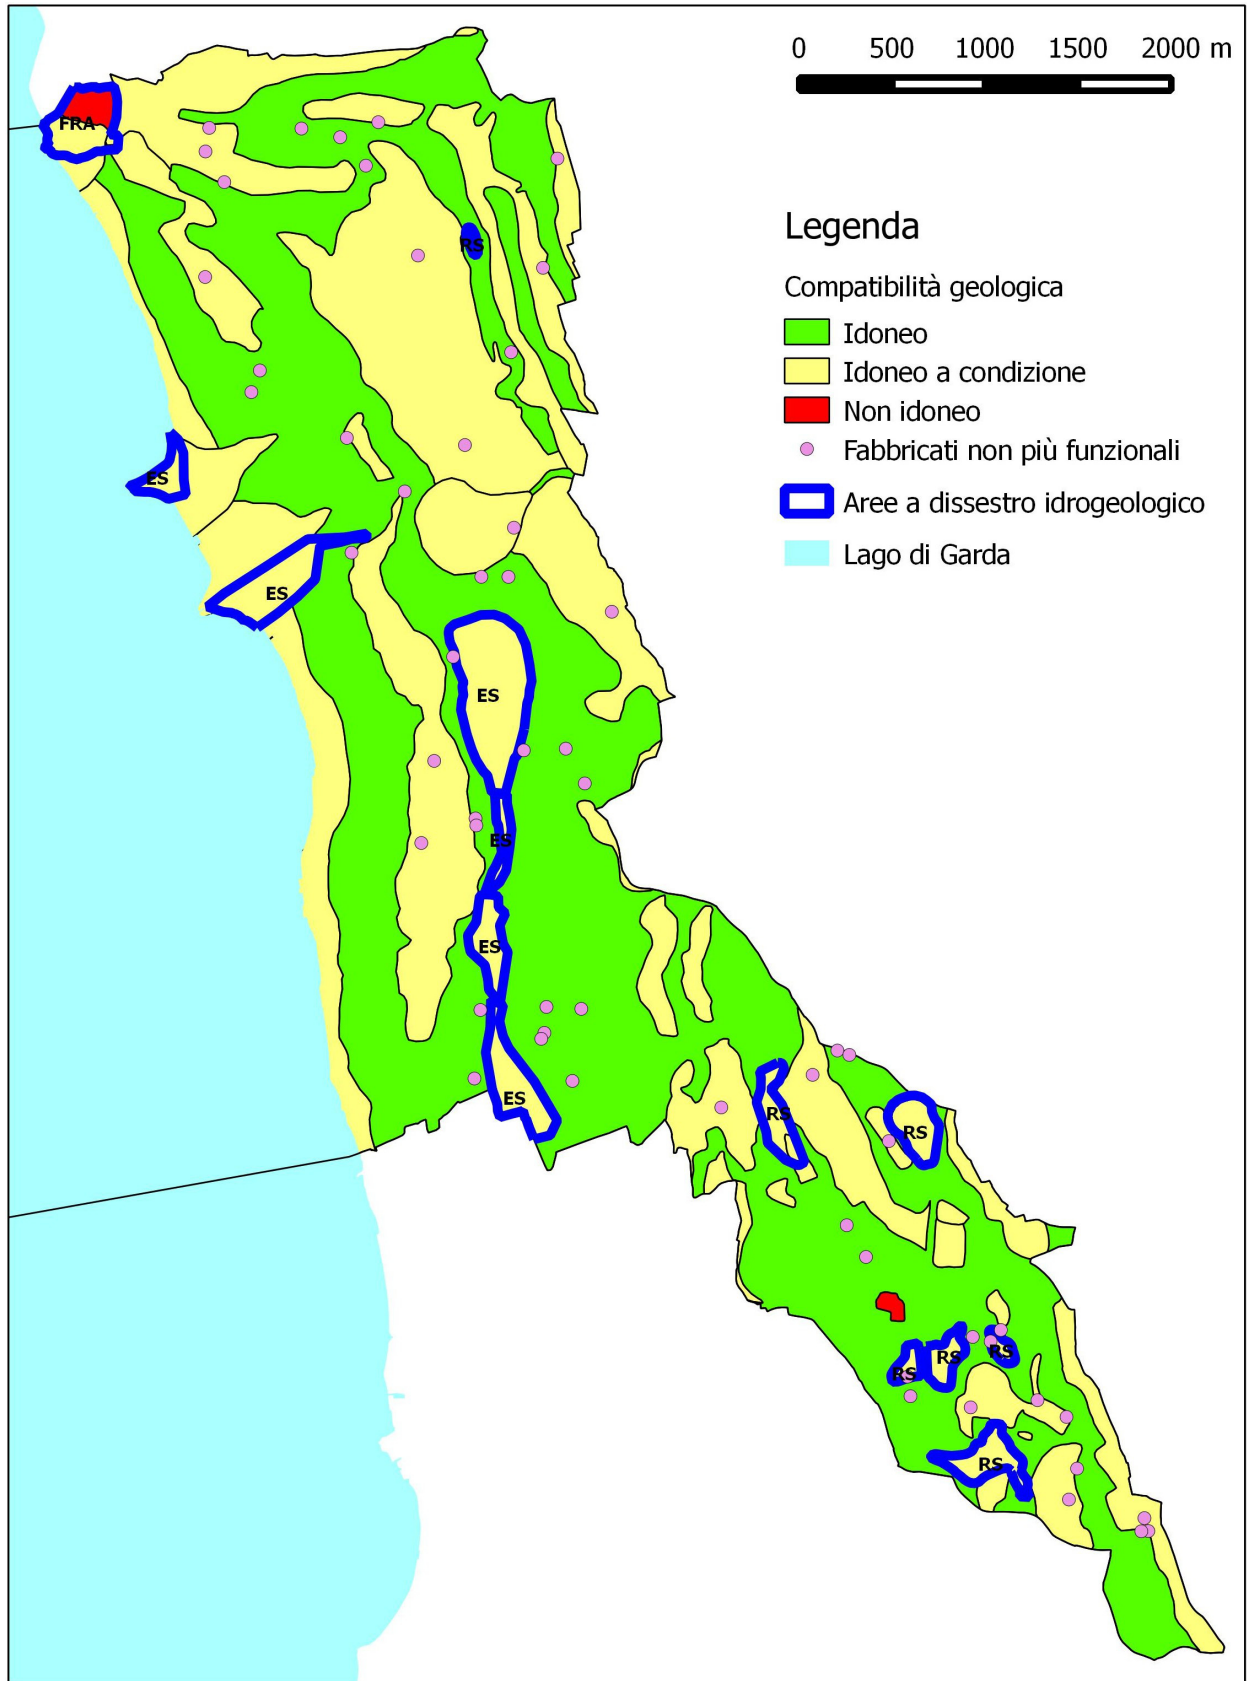 0 500 1000 1500 2000 m
FRA
Legenda
RS
Compatibilità geologica
Idoneo
Idoneo a condizione
Non idoneo
Fabbricati non più funzionali
ES
Aree a dissestro idrogeologico
Lago di Garda
ES
ES
ES
ES
ES
RS
RS
RS
RS
RS
RS